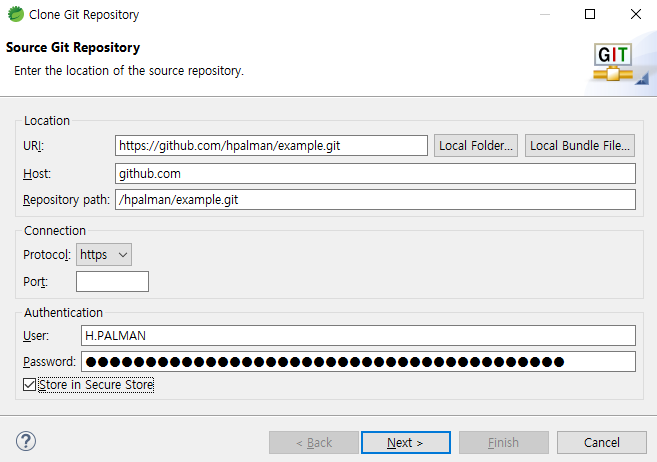 Clone Git Repository
Source Git Repository
Enter the location of the source repository.
GIT
Location
URI: https://github.com/hpalman/example.git Local Folder... Local Bundle File...
Host: github.com
Repository path: /hpalman/example.git
Connection
Protocol: https
Port:
Authentication
User: H.PALMAN
Password: ●●●●●●●●●●●●●●●●●●●●●●●●●●●●●●●●●●●●●●●●
Store in Secure Store
? < Back Next > Finish Cancel